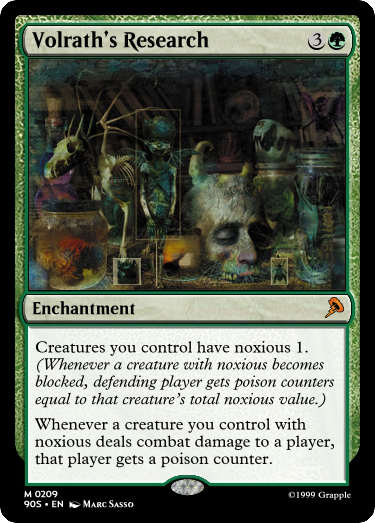 Volrath's Research 3
Enchantment
Creatures you control have noxious 1.
(Whenever a creature with noxious becomes
blocked, defending player gets poison counters
equal to that creature's total noxious value.)
Whenever a creature you control with
noxious deals combat damage to a player,
that player gets a poison counter.
M 0209
90S • EN Marc Sasso
©1999 Grapple